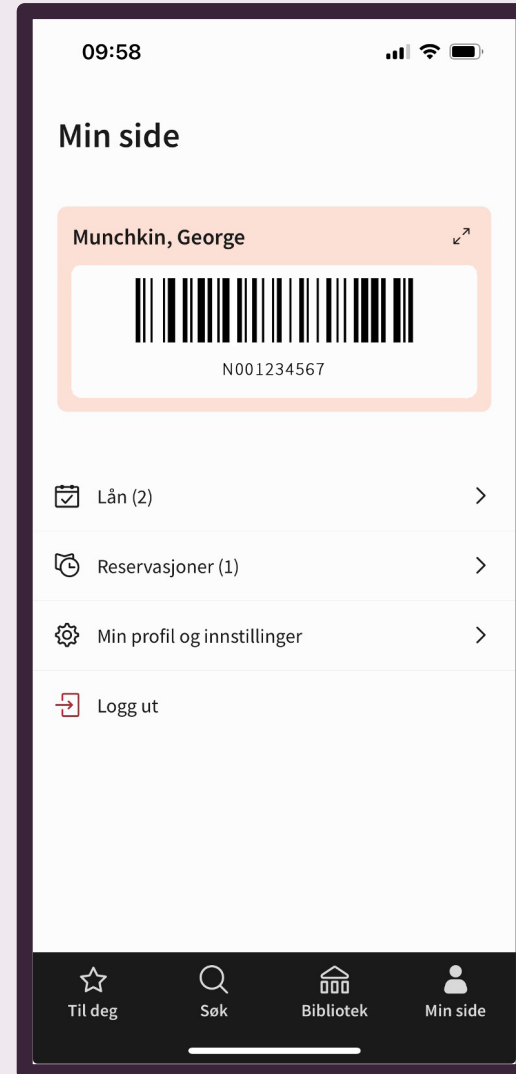 09:58
Min side
Munchkin, George
N001234567
Lån (2)
Reservasjoner (1)
Min profil og innstillinger
Logg ut
Til deg Søk Bibliotek Min side